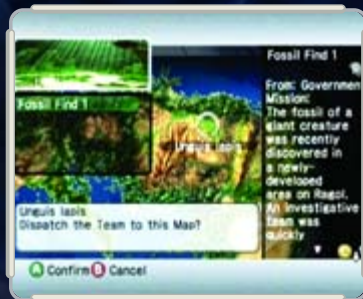 Fossil Find 1
Unguis lapis
Unguis lapis
Dispatch the Team to this Map?
A Confirm B Cancel
Fossil Find 1
From: Governmen
Mission:
The fossil of a
giant creature
was recently
discovered in
a newly-
developed
area on Ragol.
An investigative
team was
quickly